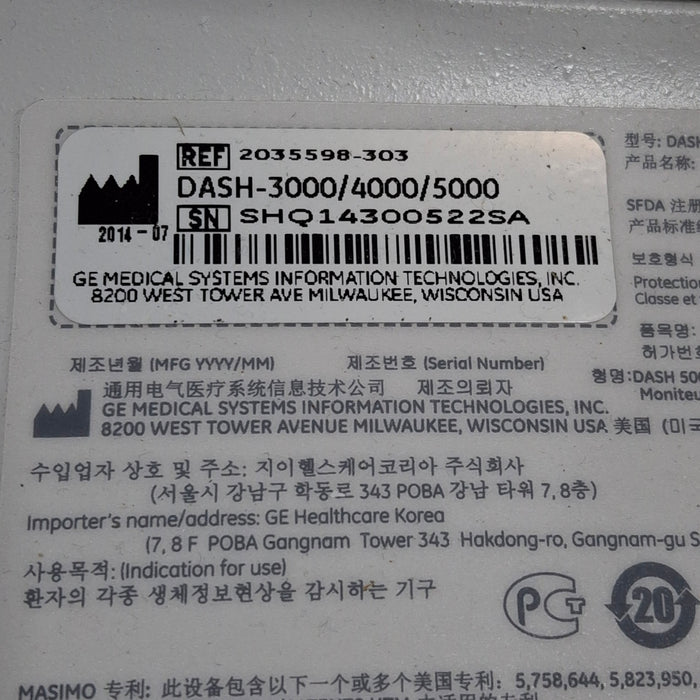 REF 2035598-303
DASH-3000/4000/5000
SN SHQ14300522SA
2014-07
GE MEDICAL SYSTEMS INFORMATION TECHNOLOGIES, INC.
8200 WEST TOWER AVE MILWAUKEE, WISCONSIN USA
型号: DASH
产品名称:
SFDA 注册
产品标准
보호형식
Protection
Classe et
품목명:
허가번호
형명:DASH 500
Moniteu
제조년월 (MFG YYYY/MM) 제조번호 (Serial Number)
通用电气医疗系统信息技术公司 제조의뢰자
GE MEDICAL SYSTEMS INFORMATION TECHNOLOGIES, INC.
8200 WEST TOWER AVENUE MILWAUKEE, WISCONSIN USA 美国 (미국
수입업자 상호 및 주소: 지이헬스케어코리아 주식회사
(서울시 강남구 학동로 343 POBA 강남 타워 7, 8층)
Importer's name/address: GE Healthcare Korea
(7, 8 F POBA Gangnam Tower 343 Hakdong-ro, Gangnam-gu S
사용목적: (Indication for use)
환자의 각종 생체정보현상을 감시하는 기구
PCT
20
MASIMO 专利: 此设备包含以下一个或多个美国专利: 5,758,644, 5,823,950,